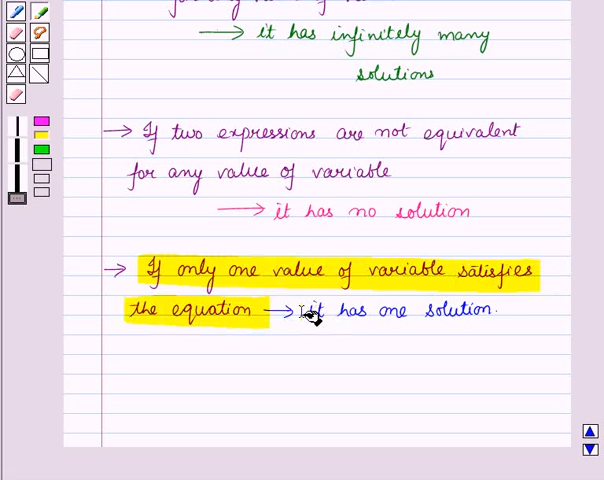 → it has infinitely many
solutions
→ If two expressions are not equivalent
for any value of variable
→ it has no solution
→ If only one value of variable satisfies
the equation → it has one solution.